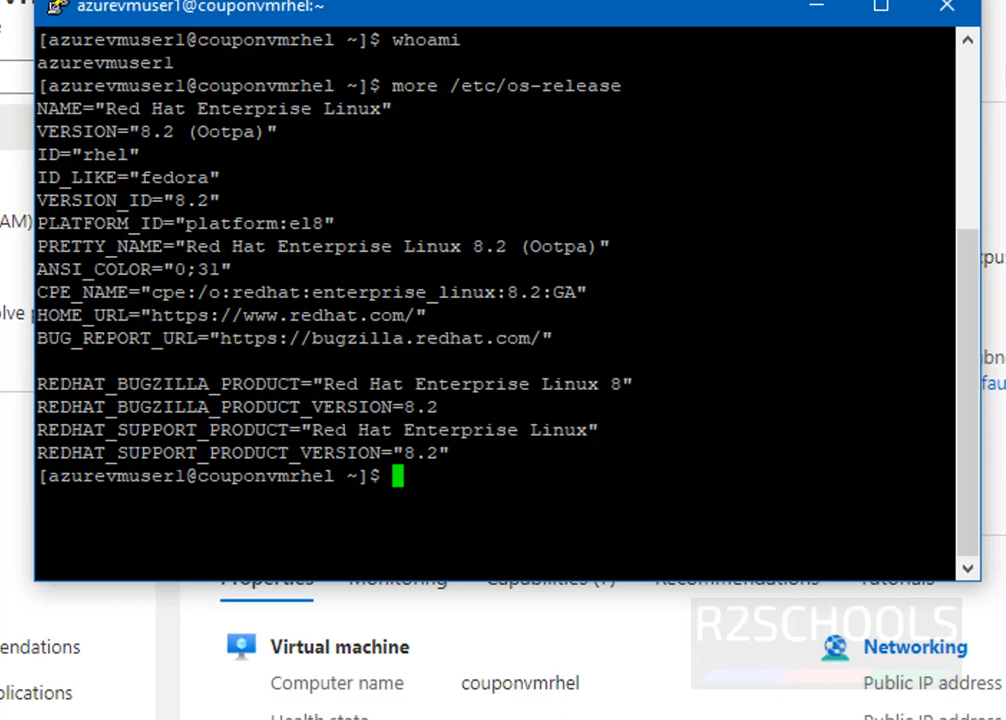 azurevmuser1@couponvmrhel:~
[azurevmuser1@couponvmrhel ~]$ whoami
azurevmuser1
[azurevmuser1@couponvmrhel ~]$ more /etc/os-release
NAME="Red Hat Enterprise Linux"
VERSION="8.2 (Ootpa)"
ID="rhel"
ID_LIKE="fedora"
VERSION_ID="8.2"
AM)
PLATFORM_ID="platform:el8"
PRETTY_NAME="Red Hat Enterprise Linux 8.2 (Ootpa)"
ANSI_COLOR="0;31"
CPE_NAME="cpe:/o:redhat:enterprise_linux:8.2:GA"
HOME_URL="https://www.redhat.com/"
BUG_REPORT_URL="https://bugzilla.redhat.com/"
REDHAT_BUGZILLA_PRODUCT="Red Hat Enterprise Linux 8"
REDHAT_BUGZILLA_PRODUCT_VERSION=8.2
REDHAT_SUPPORT_PRODUCT="Red Hat Enterprise Linux"
REDHAT_SUPPORT_PRODUCT_VERSION="8.2"
[azurevmuser1@couponvmrhel ~]$
Properties Monitoring Capabilities (7) Recommendations Tutorials
R2SCHOOLS
endations
Virtual machine
Networking
Computer name couponvmrhel
Public IP address
plications
Health state